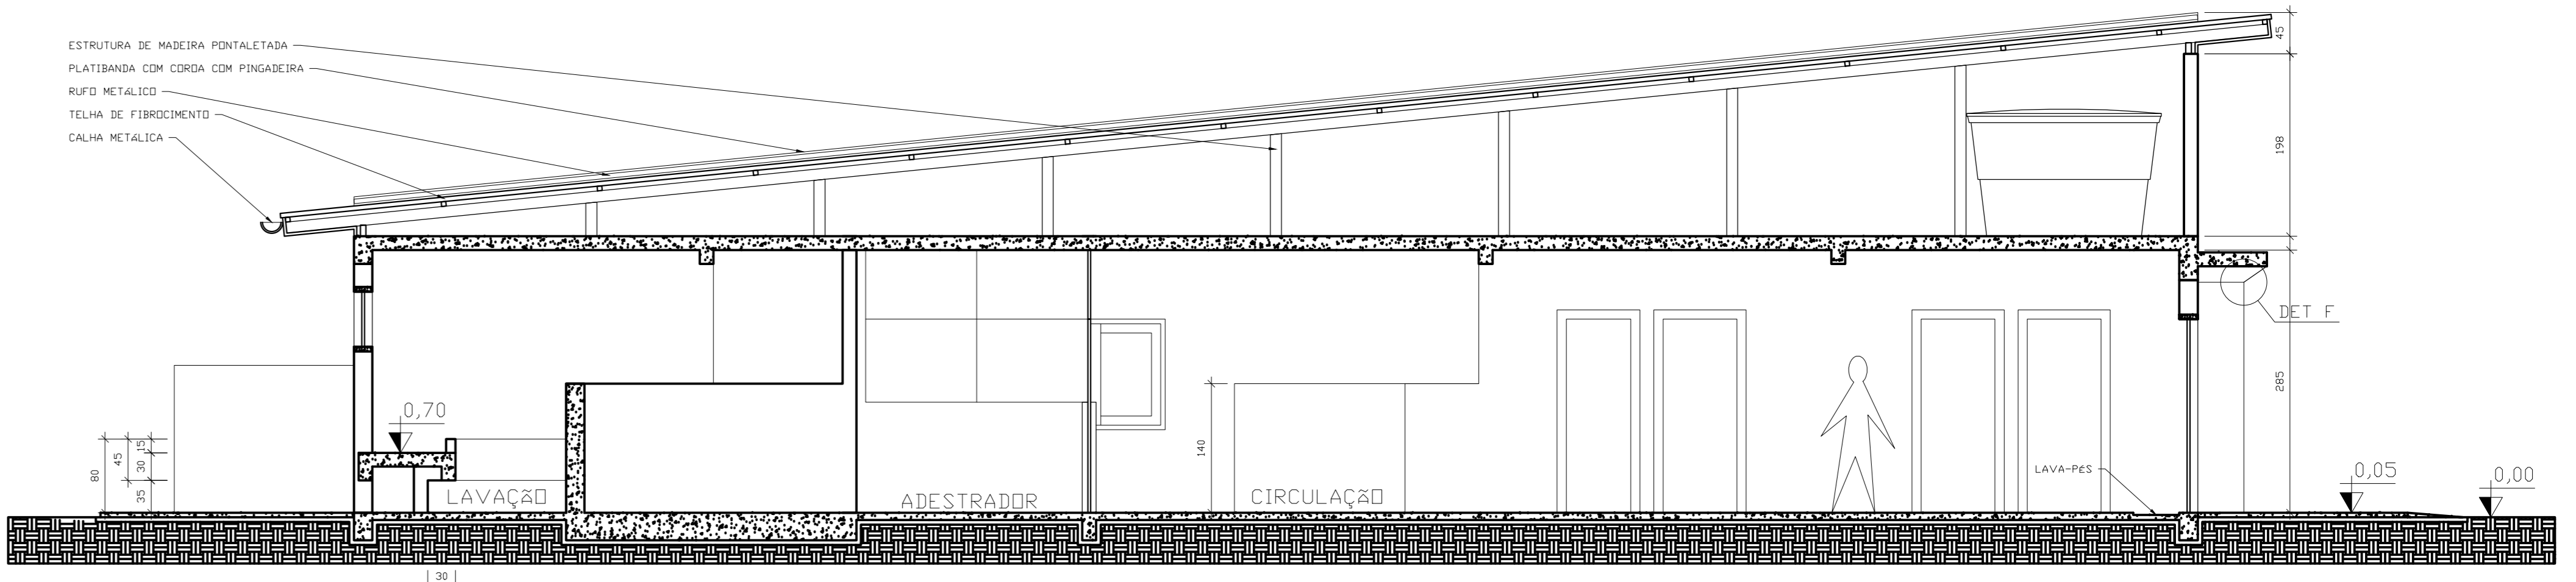 ESTRUTURA DE MADEIRA PONTALETADA
PLATIBANDA COM COROA COM PINGADEIRA
RUFO METÁLICO
TELHA DE FIBROCIMENTO
CALHA METÁLICA
45
198
DET F
285
0,70
140
80
45
15
30
35
LAVAÇÃO
ADESTRADOR
CIRCULAÇÃO
LAVA-PÉS
0,05
0,00
30